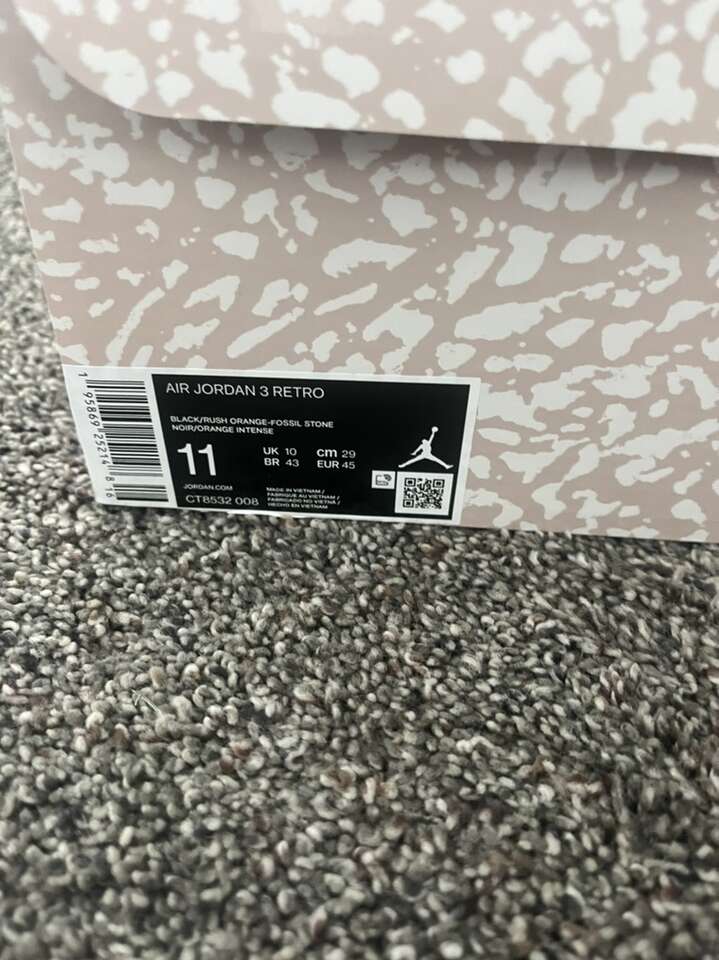 AIR JORDAN 3 RETRO
BLACK/RUSH ORANGE-FOSSIL STONE
NOIR/ORANGE INTENSE
11
UK 10 cm 29
BR 43 EUR 45
JORDAN.COM
CT8532 008
MADE IN VIETNAM /
FABRIQUE AU VIETNAM /
FABRICADO NO VIETNÃ /
HECHO EN VIETNAM
1 95869 25214 8 16